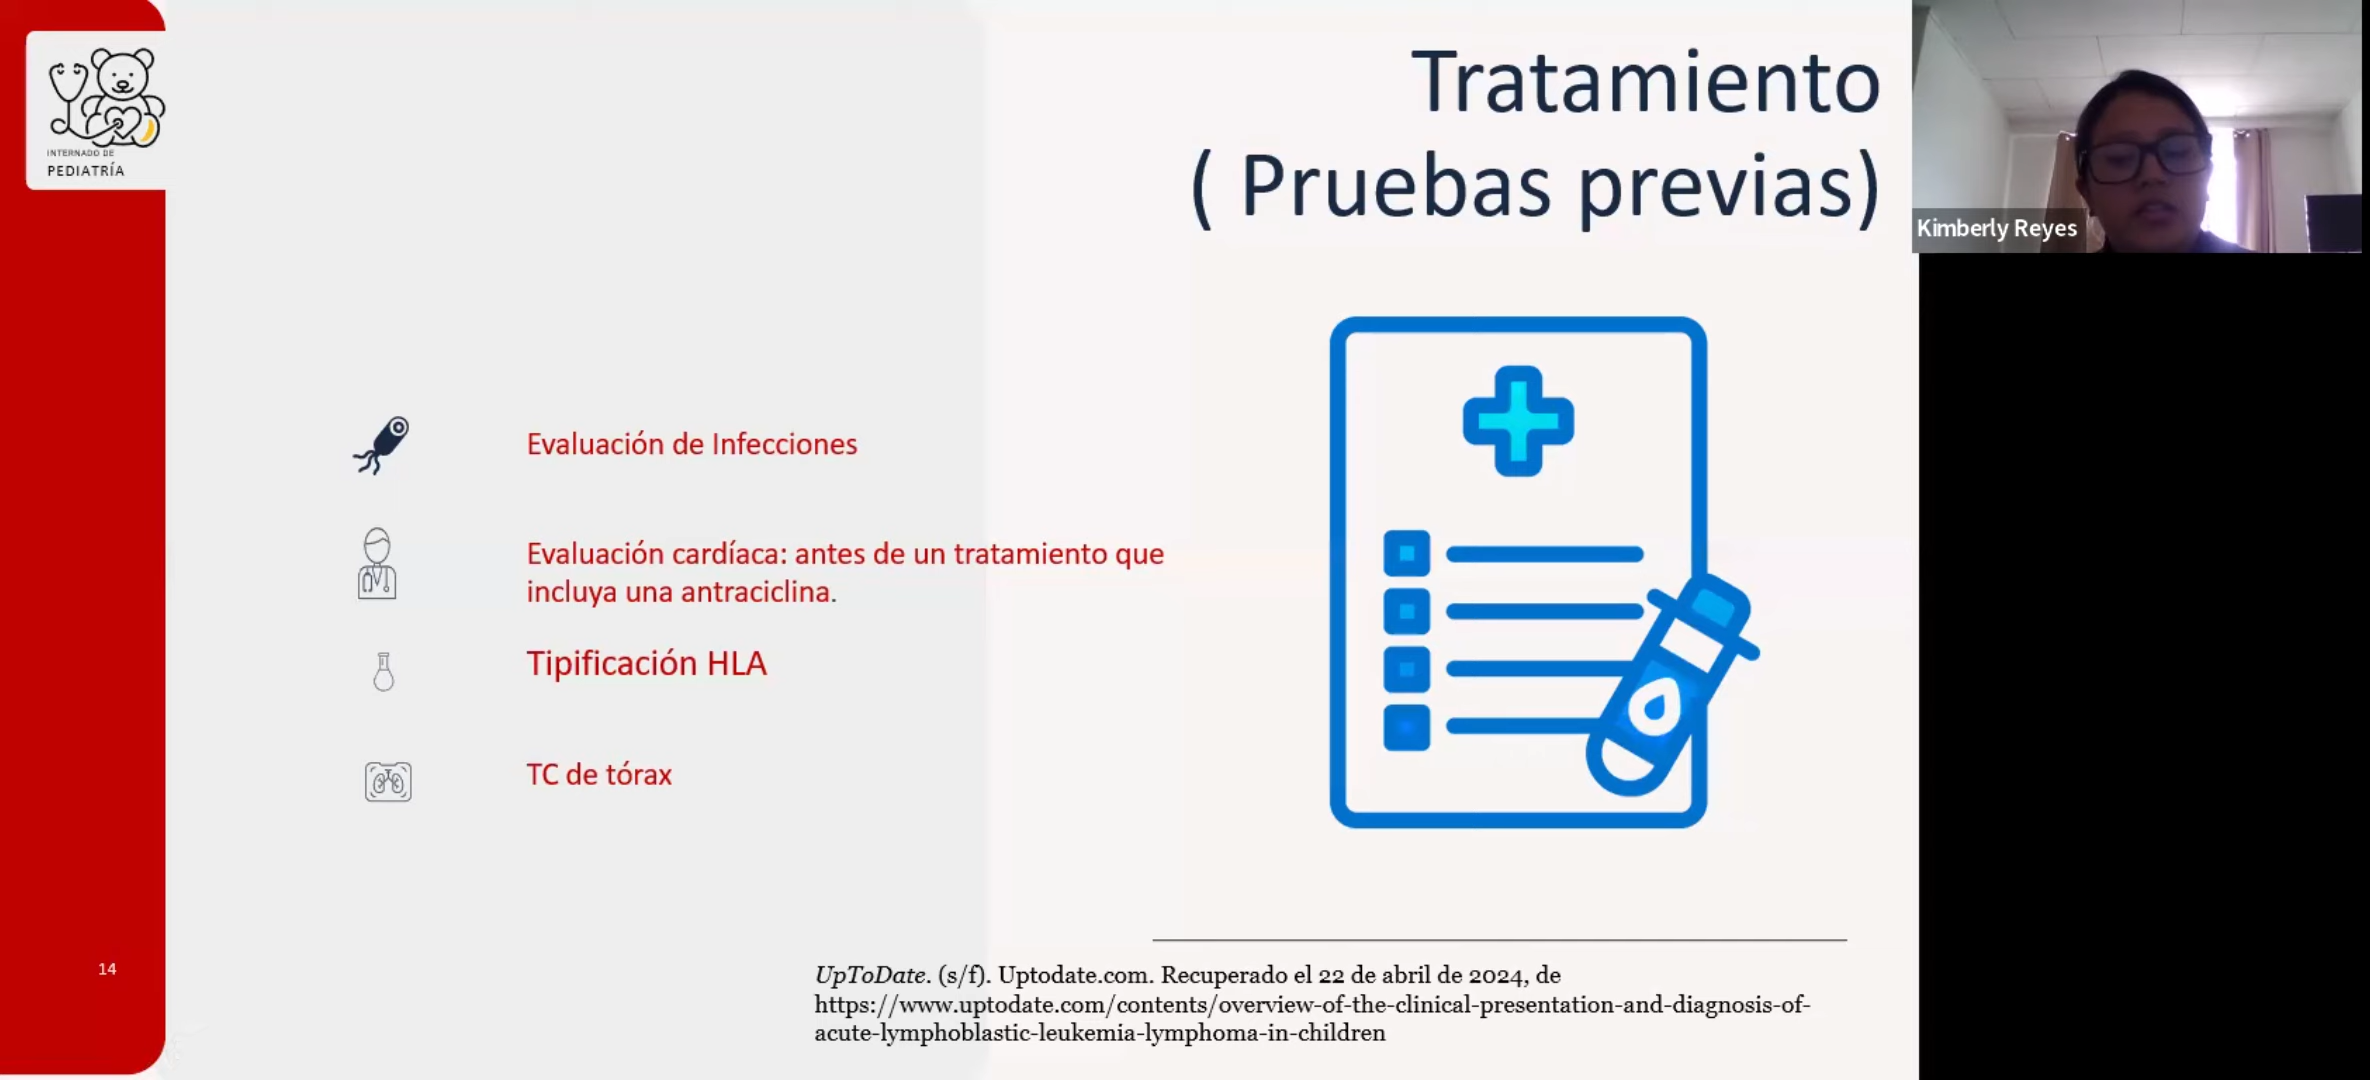 INTERNADO DE
PEDIATRÍA
Tratamiento
( Pruebas previas)
Kimberly Reyes
Evaluación de Infecciones
Evaluación cardíaca: antes de un tratamiento que
incluya una antraciclina.
Tipificación HLA
TC de tórax
14
UpToDate. (s/f). Uptodate.com. Recuperado el 22 de abril de 2024, de
https://www.uptodate.com/contents/overview-of-the-clinical-presentation-and-diagnosis-of-
acute-lymphoblastic-leukemia-lymphoma-in-children